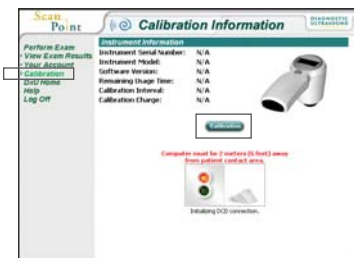 Scan
Point
Calibration Information
DIAGNOSTIC
ULTRASOUND
Perform Exam
View Exam Results
Your Account
Calibration
DxU Home
Help
Log Off
Instrument Information
Instrument Serial Number: N/A
Instrument Model: N/A
Software Version: N/A
Remaining Usage Time: N/A
Calibration Interval: N/A
Calibration Charge: N/A
Calibration
Computer must be 2 meters (6 feet) away
from patient contact area.
Initializing DCD connection.